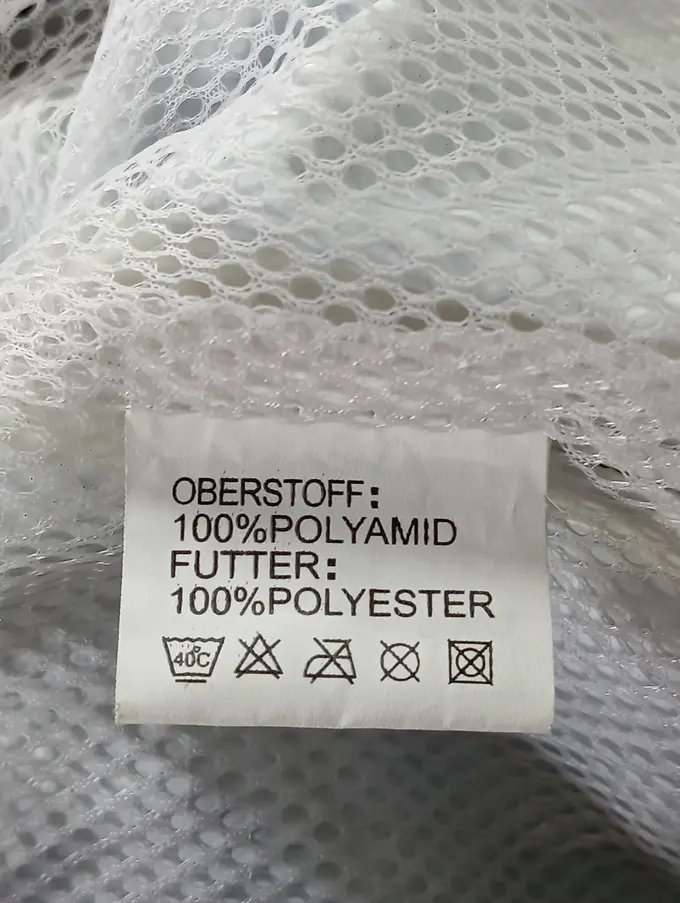 OBERSTOFF:
100%POLYAMID
FUTTER:
100%POLYESTER
40°C